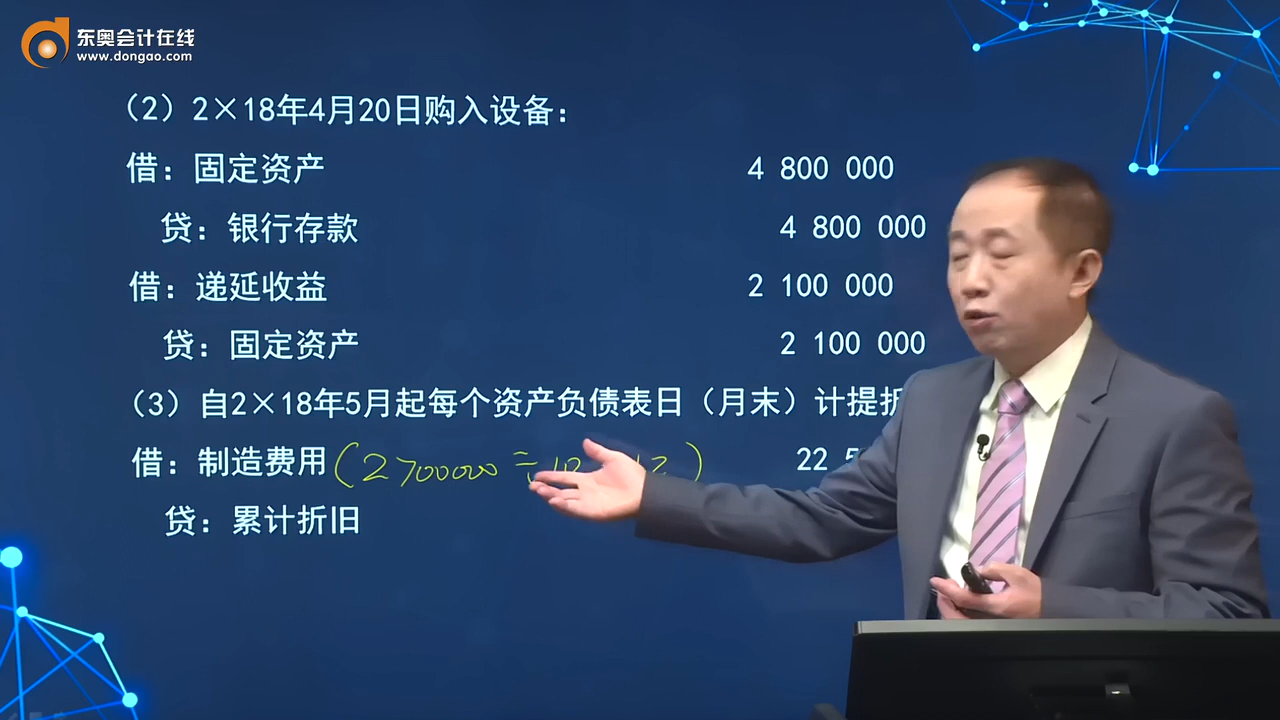 东奥会计在线
www.dongao.com
(2)2×18年4月20日购入设备:
借:固定资产 4 800 000
贷:银行存款 4 800 000
借:递延收益 2 100 000
贷:固定资产 2 100 000
(3)自2×18年5月起每个资产负债表日(月末)计提折
借:制造费用(2700000÷ 22 5
贷:累计折旧